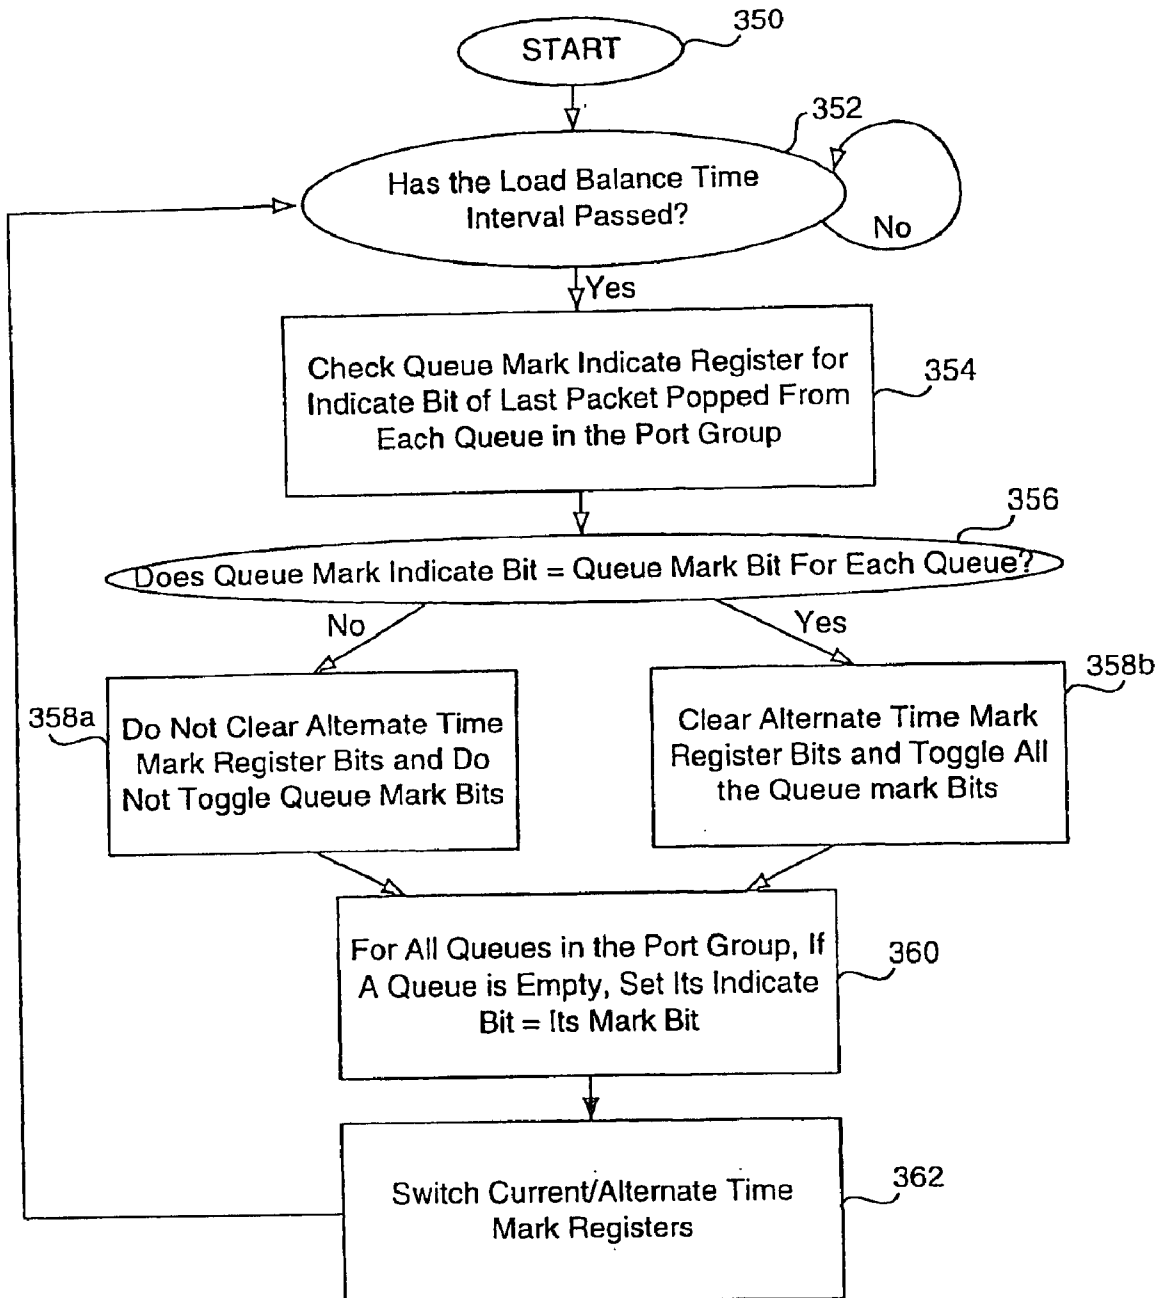 350
START
352
Has the Load Balance Time
Interval Passed?
No
Yes
Check Queue Mark Indicate Register for
Indicate Bit of Last Packet Popped From
Each Queue in the Port Group
354
356
Does Queue Mark Indicate Bit = Queue Mark Bit For Each Queue?
No
Yes
358a
Do Not Clear Alternate Time
Mark Register Bits and Do
Not Toggle Queue Mark Bits
358b
Clear Alternate Time Mark
Register Bits and Toggle All
the Queue mark Bits
For All Queues in the Port Group, If
A Queue is Empty, Set Its Indicate
Bit = Its Mark Bit
360
Switch Current/Alternate Time
Mark Registers
362